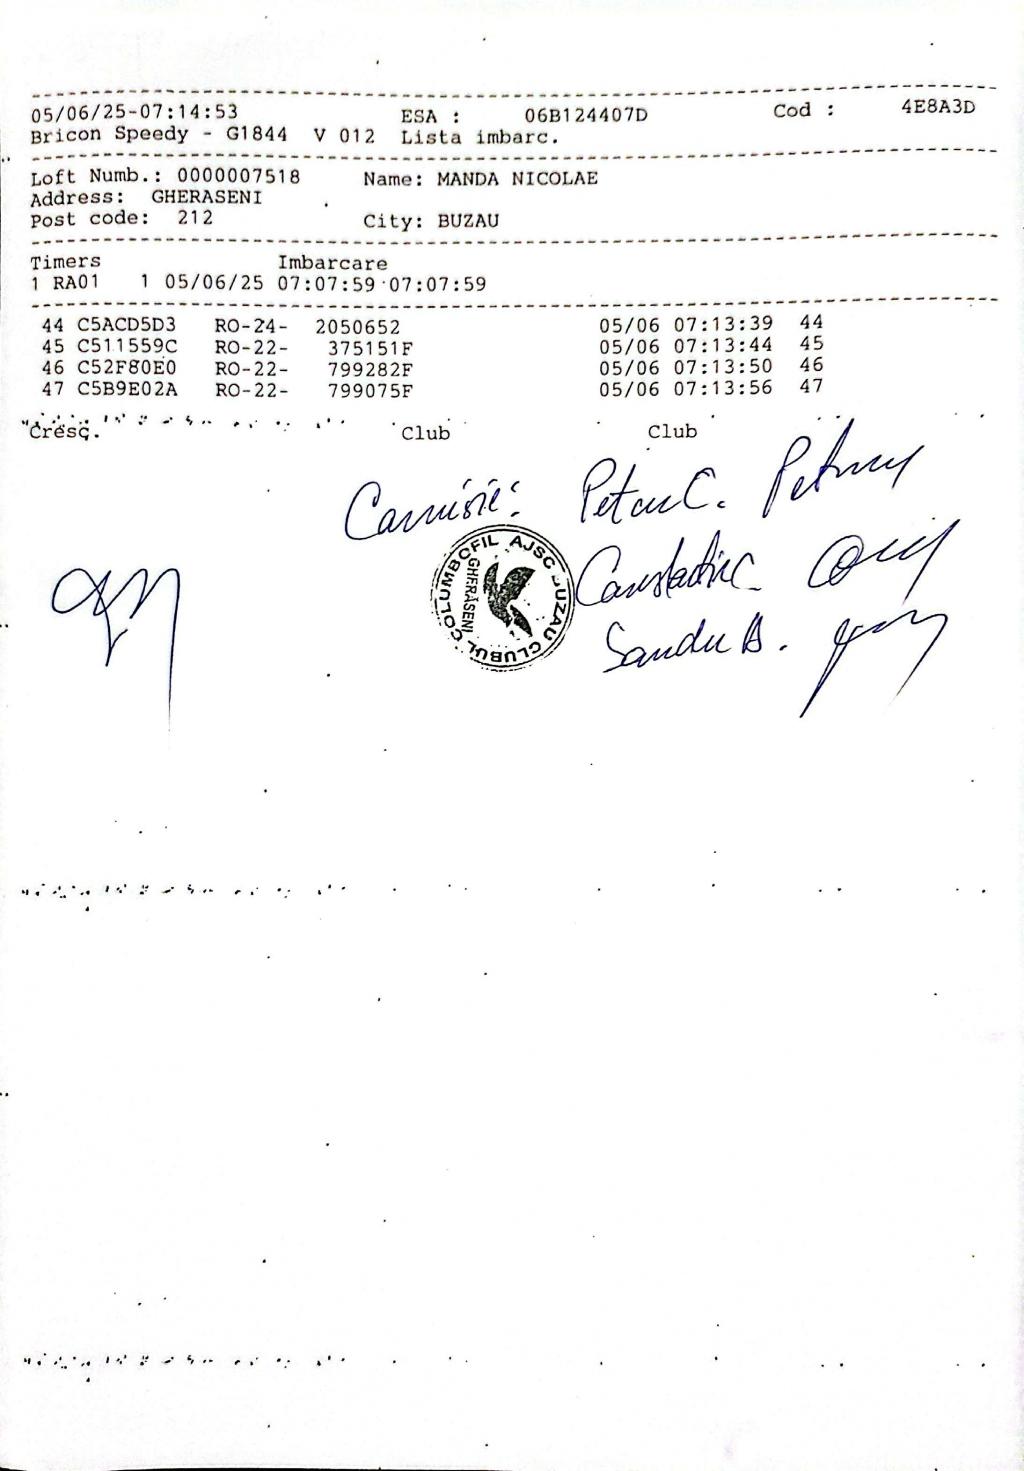 05/06/25-07:14:53 ESA : 06B124407D Cod : 4E8A3D
Bricon Speedy - G1844 V 012 Lista imbarc.
Loft Numb.: 0000007518 Name: MANDA NICOLAE
Address: GHERASENI
Post code: 212 City: BUZAU
Timers Imbarcare
1 RA01 1 05/06/25 07:07:59 07:07:59
44 C5ACD5D3 RO-24- 2050652 05/06 07:13:39 44
45 C511559C RO-22- 375151F 05/06 07:13:44 45
46 C52F80E0 RO-22- 799282F 05/06 07:13:50 46
47 C5B9E02A RO-22- 799075F 05/06 07:13:56 47
Cresc. Club Club
Comisie:
CLUBUL COLUMBOFIL AJSC BUZAU
GHERĂSENI
Constantin C.
Sandu D.